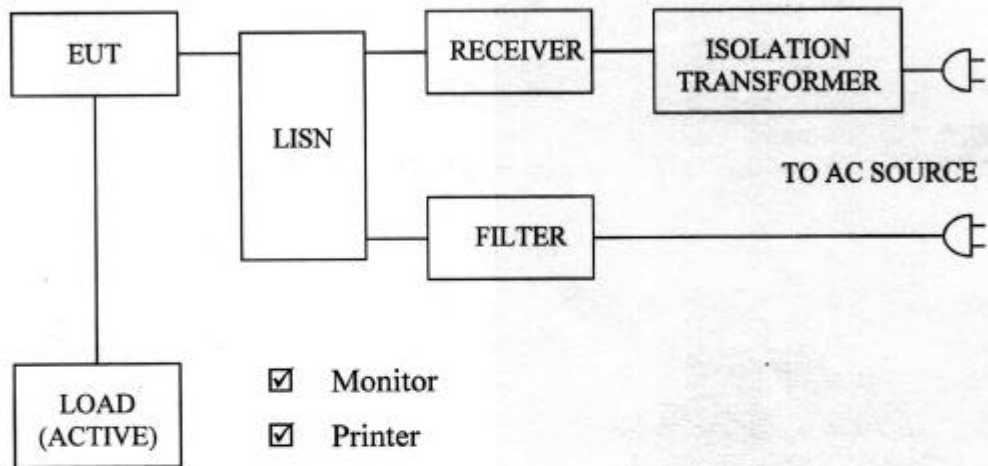 EUT
LISN
RECEIVER
ISOLATION
TRANSFORMER
TO AC SOURCE
FILTER
LOAD
(ACTIVE)
☑ Monitor
☑ Printer